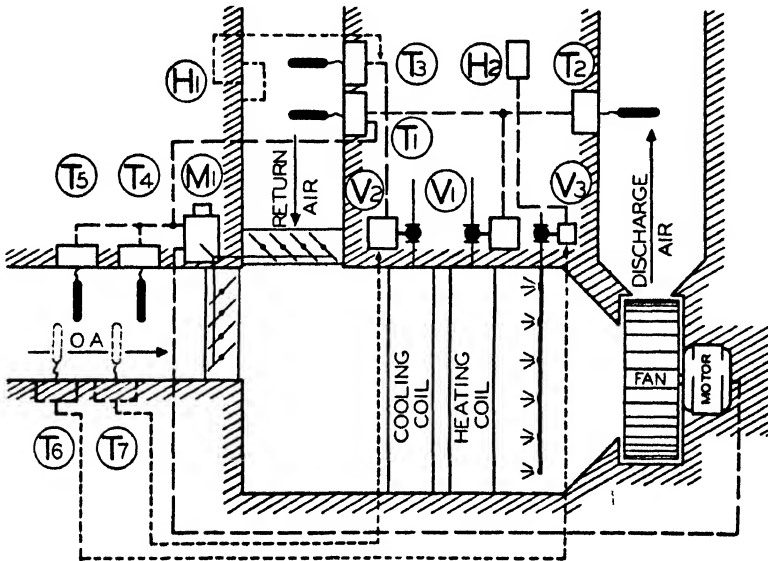 H1
T3
H2
T2
T1
T5
T4
M1
V2
V1
V3
RETURN
AIR
DISCHARGE
AIR
OA
COOLING
COIL
HEATING
COIL
FAN
MOTOR
T6
T7